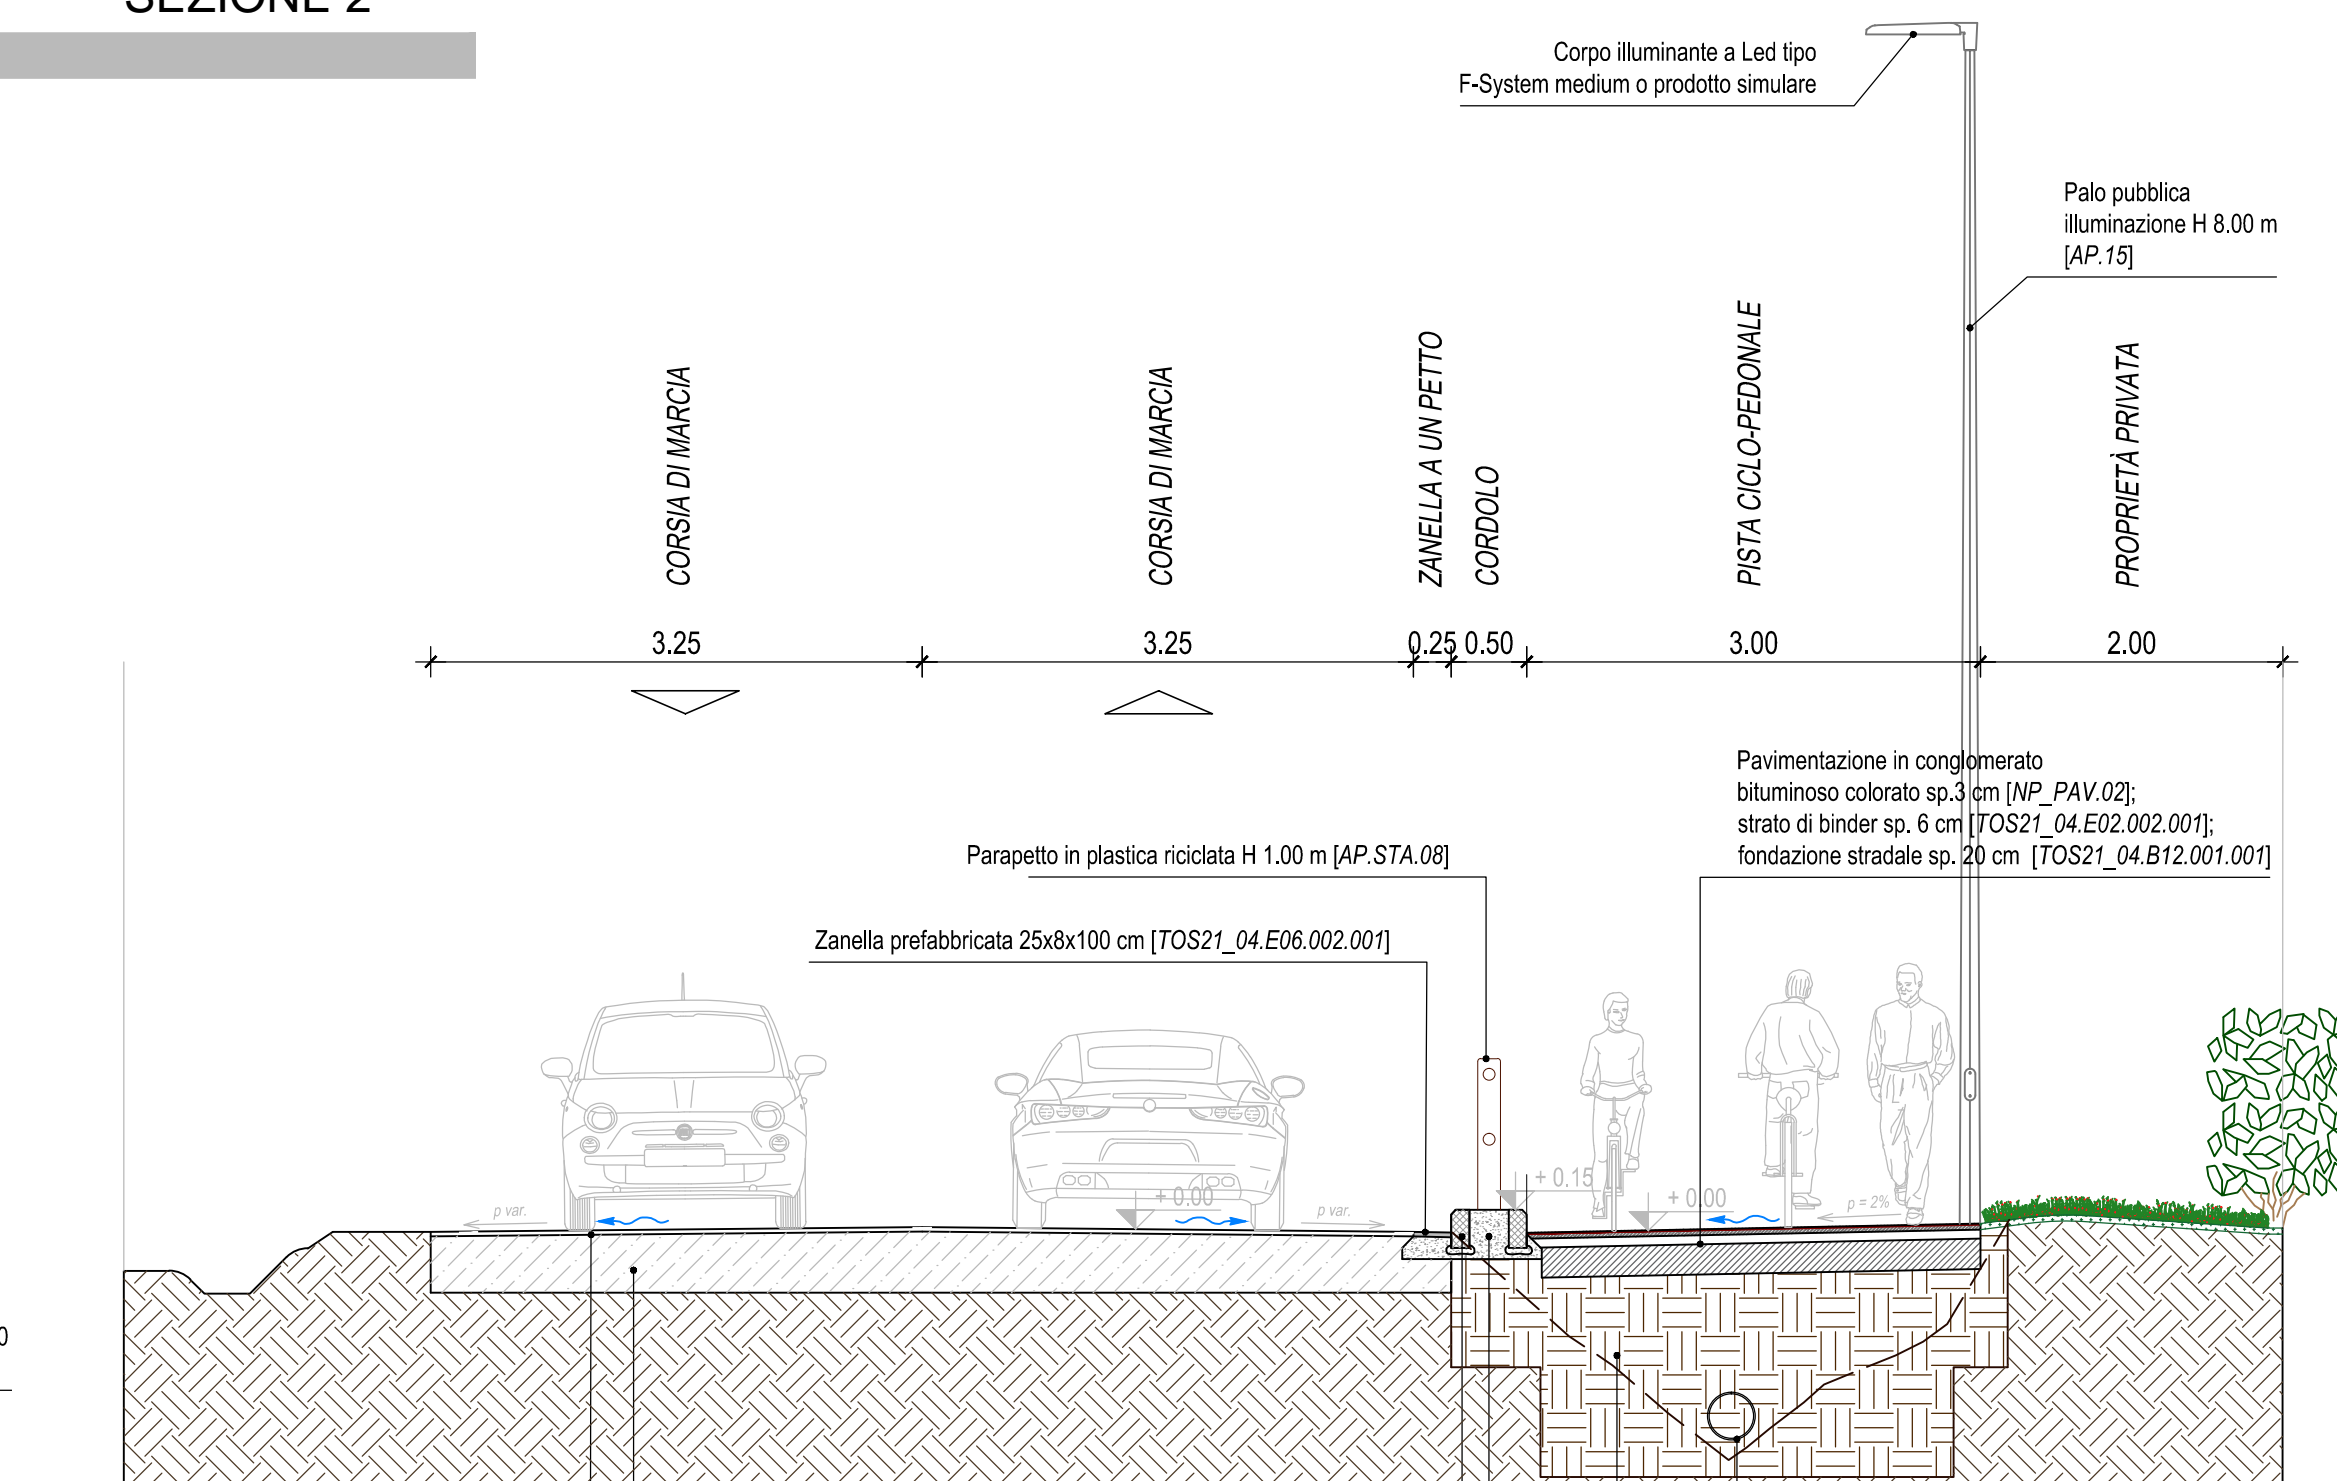 SEZIONE 2
Corpo illuminante a Led tipo
F-System medium o prodotto simulare
Palo pubblica
illuminazione H 8.00 m
[AP.15]
CORSIA DI MARCIA
CORSIA DI MARCIA
ZANELLA A UN PETTO
CORDOLO
PISTA CICLO-PEDONALE
PROPRIETÀ PRIVATA
3.25
3.25
0.25
0.50
3.00
2.00
Pavimentazione in conglomerato
bituminoso colorato sp.3 cm [NP_PAV.02];
strato di binder sp. 6 cm [TOS21_04.E02.002.001];
fondazione stradale sp. 20 cm [TOS21_04.B12.001.001]
Parapetto in plastica riciclata H 1.00 m [AP.STA.08]
Zanella prefabbricata 25x8x100 cm [TOS21_04.E06.002.001]
+ 0.15
+ 0.00
+ 0.00
p = 2%
p var.
p var.
0